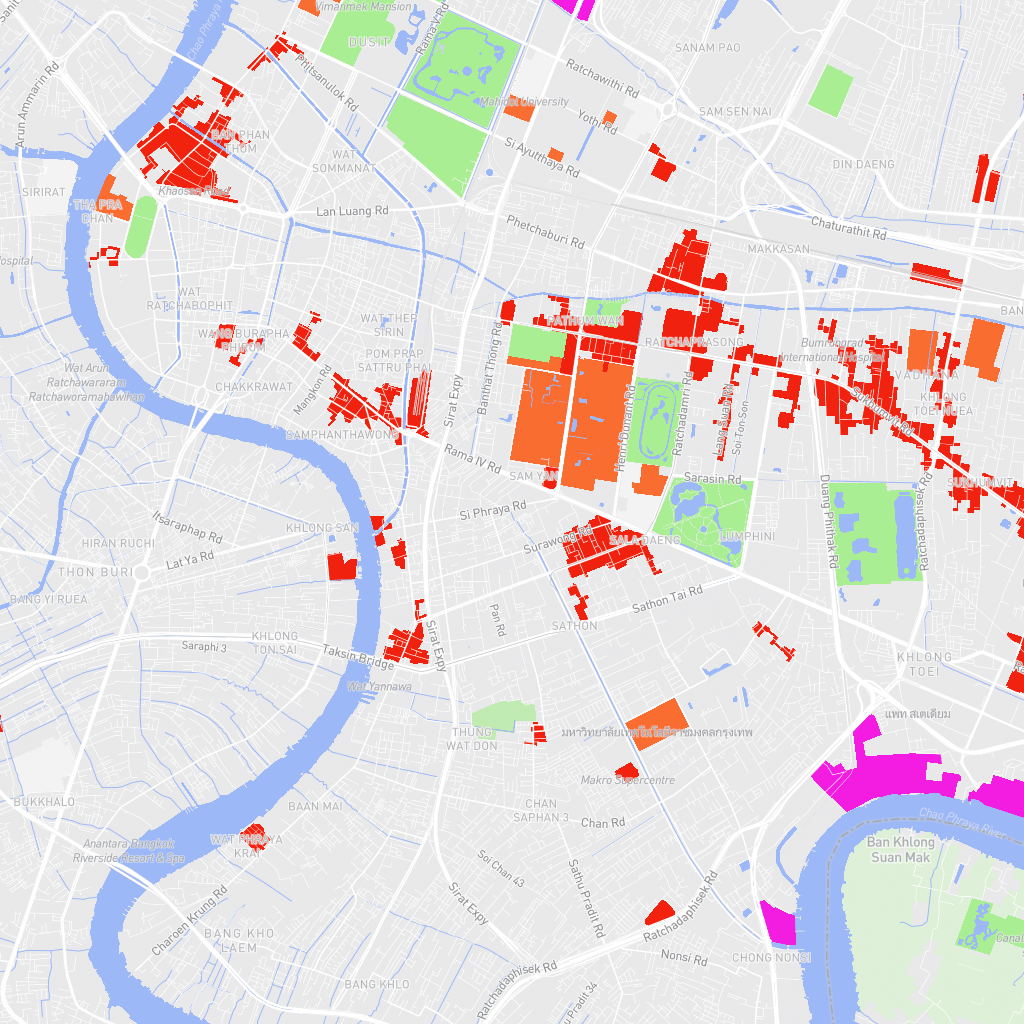 Vimanmek Mansion
DUSIT
Rama V Rd
SANAM PAO
Chao Phraya
Phitsanulok Rd
Ratchawithi Rd
Arun Ammarin Rd
Mahidol University
Yothi Rd
SAM SEN NAI
BAN PHAN
THOM
WAT
SOMMANAT
Si Ayutthaya Rd
DIN DAENG
SIRIRAT
Khaosan Road
THA PRA
CHAN
Lan Luang Rd
Phetchaburi Rd
Chaturathit Rd
MAKKASAN
Hospital
WAT
RATCHABOPHIT
WAT THEP
SIRIN
WANG BURAPHA
PHIROM
PATHUM WAN
RATCHAPRASONG
Bumrungrad
International Hospital
POM PRAP
SATTRU PHAI
Banthat Thong Rd
Sirat Expy
VADHANA
Wat Arun
Ratchawararam
Ratchaworamahawihan
CHAKKRAWAT
Mangkon Rd
KHLONG
TOEI NUEA
Henri Dunant Rd
Ratchadamri Rd
Lang Suan Rd
Soi Ton Son
Sukhumvit Rd
SAMPHANTHAWONG
Rama IV Rd
SAM YAN
Sarasin Rd
SUKHUMVIT
Duang Phithak Rd
Ratchadaphisek Rd
Itsaraphap Rd
KHLONG SAN
Si Phraya Rd
Surawong Rd
SALA DAENG
LUMPHINI
HIRAN RUCHI
Lat Ya Rd
THON BURI
BANG YI RUEA
Sathon Tai Rd
Pan Rd
SATHON
KHLONG
TON SAI
Saraphi 3
Taksin Bridge
Sirat Expy
KHLONG
TOEI
Wat Yannawa
แพท สเตเดียม
THUNG
WAT DON
มหาวิทยาลัยเทคโนโลยีราชมงคลกรุงเทพ
Makro Supercentre
BUKKHALO
BAAN MAI
CHAN
SAPHAN 3
Chan Rd
Chao Phraya River
WAT PHRAYA
KRAI
Anantara Bangkok
Riverside Resort & Spa
Ban Khlong
Suan Mak
Soi Chan 43
Sathu Pradit Rd
Charoen Krung Rd
Sirat Expy
Ratchadaphisek Rd
BANG KHO
LAEM
Canal
Nonsi Rd
CHONG NONSI
BANG KHLO
Ratchadaphisek Rd
u Pradit 34